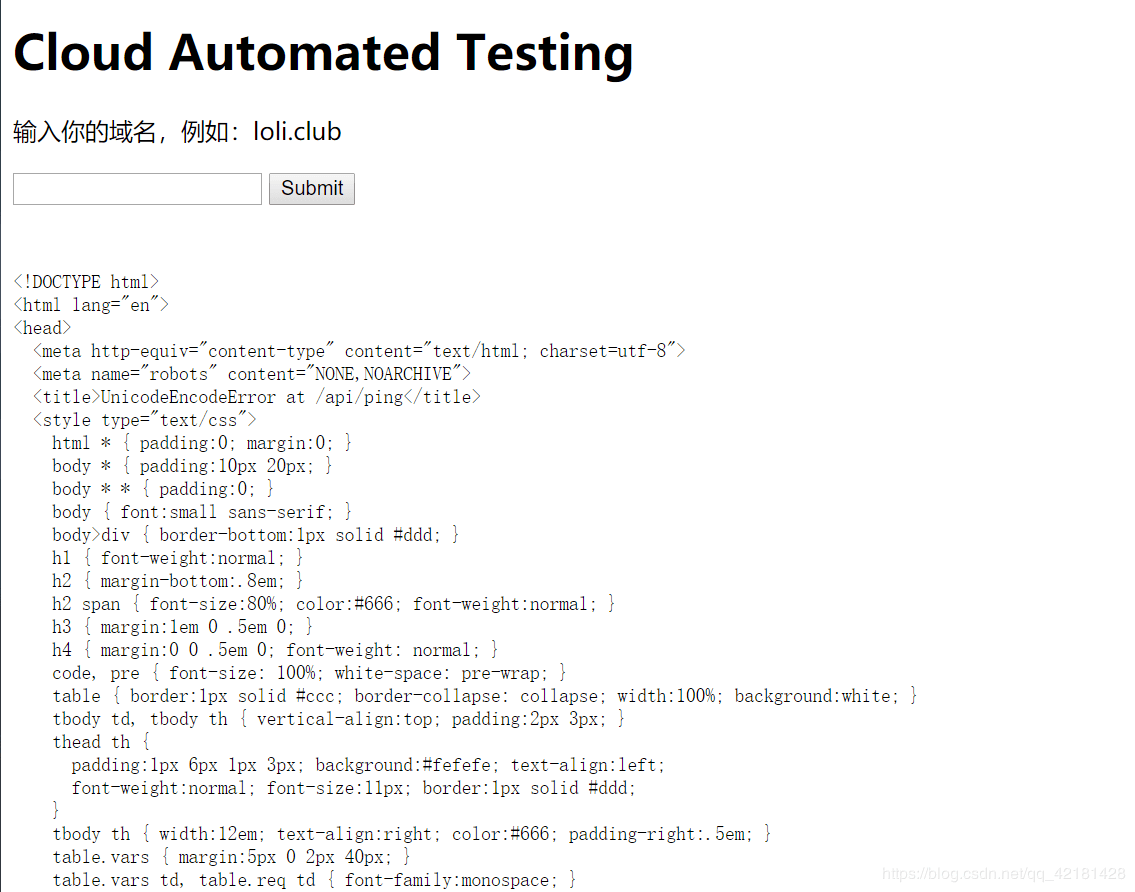 Cloud Automated Testing
输入你的域名，例如：loli.club
Submit
<!DOCTYPE html>
<html lang="en">
<head>
  <meta http-equiv="content-type" content="text/html; charset=utf-8">
  <meta name="robots" content="NONE,NOARCHIVE">
  <title>UnicodeEncodeError at /api/ping</title>
  <style type="text/css">
    html * { padding:0; margin:0; }
    body * { padding:10px 20px; }
    body * * { padding:0; }
    body { font:small sans-serif; }
    body>div { border-bottom:1px solid #ddd; }
    h1 { font-weight:normal; }
    h2 { margin-bottom:.8em; }
    h2 span { font-size:80%; color:#666; font-weight:normal; }
    h3 { margin:1em 0 .5em 0; }
    h4 { margin:0 0 .5em 0; font-weight: normal; }
    code, pre { font-size: 100%; white-space: pre-wrap; }
    table { border:1px solid #ccc; border-collapse: collapse; width:100%; background:white; }
    tbody td, tbody th { vertical-align:top; padding:2px 3px; }
    thead th {
      padding:1px 6px 1px 3px; background:#fefefe; text-align:left;
      font-weight:normal; font-size:11px; border:1px solid #ddd;
    }
    tbody th { width:12em; text-align:right; color:#666; padding-right:.5em; }
    table.vars { margin:5px 0 2px 40px; }
    table.vars td, table.req td { font-family:monospace; }
https://blog.csdn.net/qq_42181428